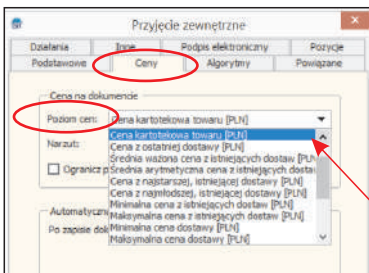 Przyjęcie zewnętrzne
Działania Inne Podpis elektroniczny Pozycje
Podstawowe Ceny Algorytmy Powiązane
Cena na dokumencie
Poziom cen: Cena kartotekowa towaru [PLN]
Narzut: Cena kartotekowa towaru [PLN]
Cena z ostatniej dostawy [PLN]
Średnia ważona cena z istniejących dostaw [PLN
Ogranicz p Średnia arytmetyczna cena z istniejących dostaw
Cena z najstarszej, istniejącej dostawy [PLN]
Cena z najmłodszej, istniejącej dostawy [PLN]
Minimalna cena z istniejących dostaw [PLN]
Automatyczn Maksymalna cena z istniejących dostaw [PLN]
Po zapisie dok Minimalna cena dostawy [PLN]
Maksymalna cena dostawy [PLN]